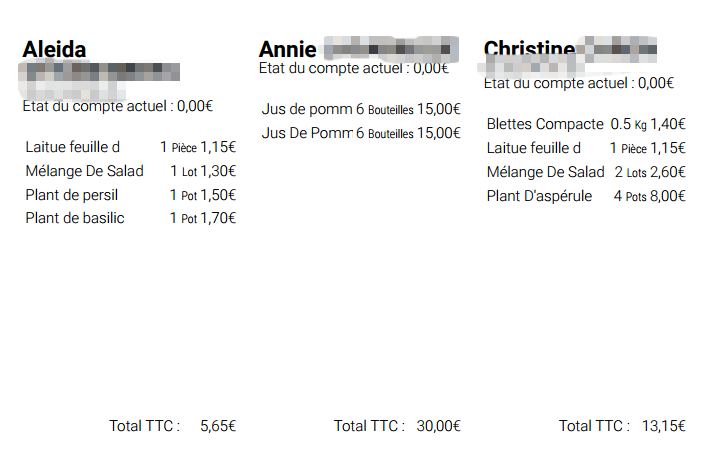 Aleida
Etat du compte actuel : 0,00€
Laitue feuille d 1 Pièce 1,15€
Mélange De Salad 1 Lot 1,30€
Plant de persil 1 Pot 1,50€
Plant de basilic 1 Pot 1,70€
Total TTC : 5,65€
Annie
Etat du compte actuel : 0,00€
Jus de pomm 6 Bouteilles 15,00€
Jus De Pomm 6 Bouteilles 15,00€
Total TTC : 30,00€
Christine
Etat du compte actuel : 0,00€
Blettes Compacte 0.5 Kg 1,40€
Laitue feuille d 1 Pièce 1,15€
Mélange De Salad 2 Lots 2,60€
Plant D'aspérule 4 Pots 8,00€
Total TTC : 13,15€